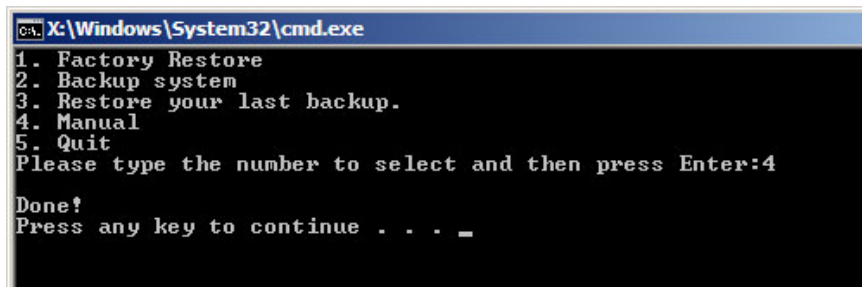 X:\Windows\System32\cmd.exe
1. Factory Restore
2. Backup system
3. Restore your last backup.
4. Manual
5. Quit
Please type the number to select and then press Enter:4
Done!
Press any key to continue . . . _